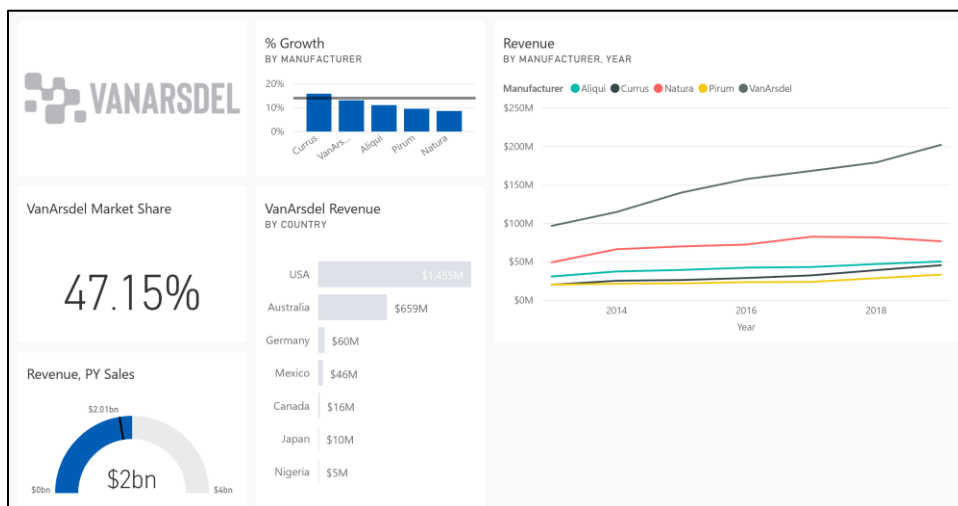 VANARSDEL
% Growth
BY MANUFACTURER
20%
10%
0%
Currus
VanArs...
Aliqui
Pirum
Natura
Revenue
BY MANUFACTURER, YEAR
Manufacturer Aliqui Currus Natura Pirum VanArsdel
$250M
$200M
$150M
$100M
$50M
$0M
2014 2016 2018
Year
VanArsdel Market Share
47.15%
VanArsdel Revenue
BY COUNTRY
USA $1,455M
Australia $659M
Germany $60M
Mexico $46M
Canada $16M
Japan $10M
Nigeria $5M
Revenue, PY Sales
$2.01bn
$2bn
$0bn $4bn